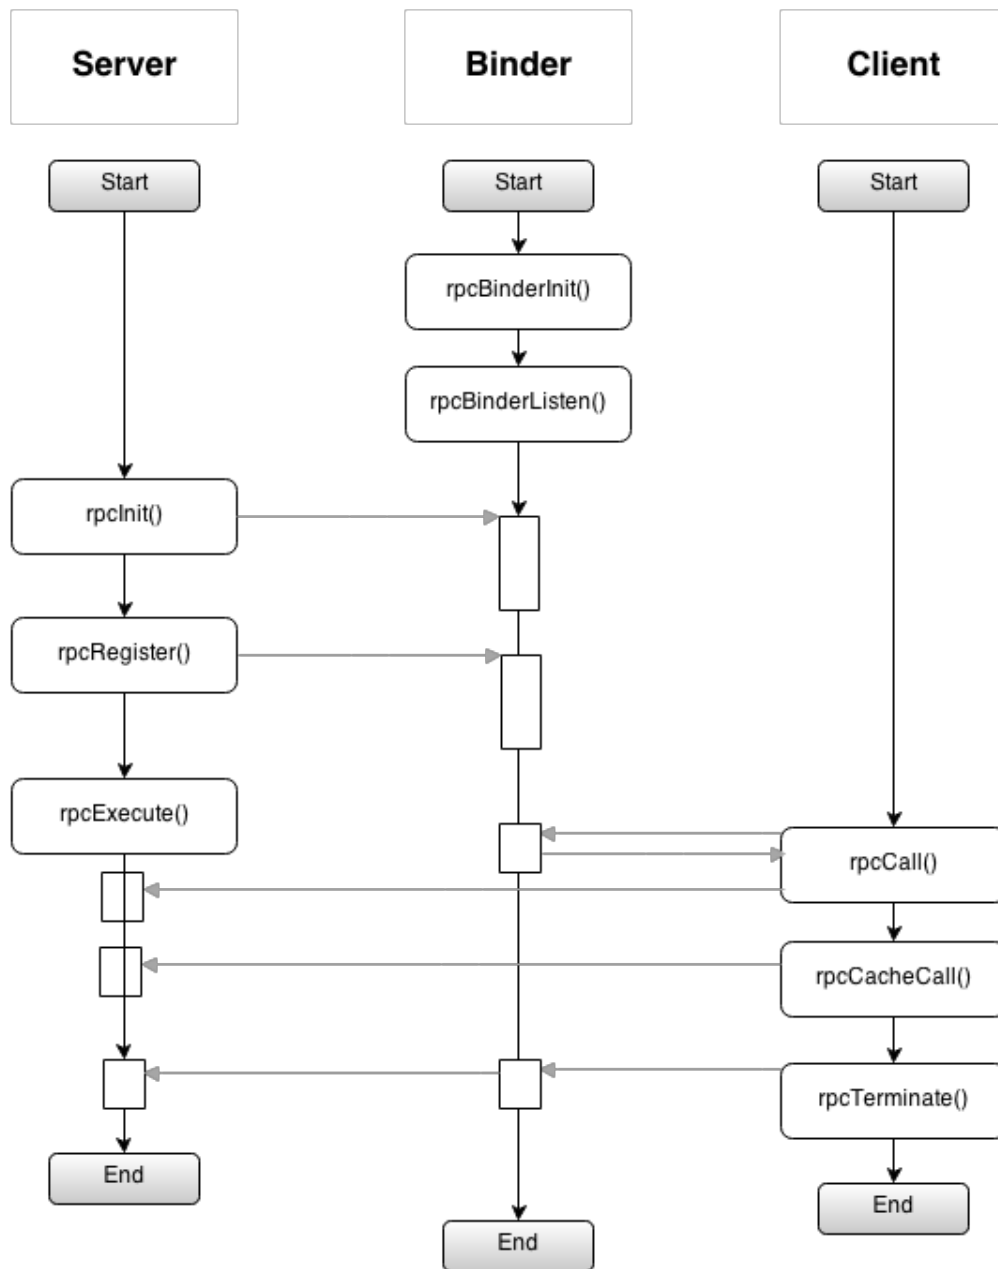 Server
Binder
Client
Start
Start
Start
rpcBinderInit()
rpcBinderListen()
rpcInit()
rpcRegister()
rpcExecute()
rpcCall()
rpcCacheCall()
rpcTerminate()
End
End
End